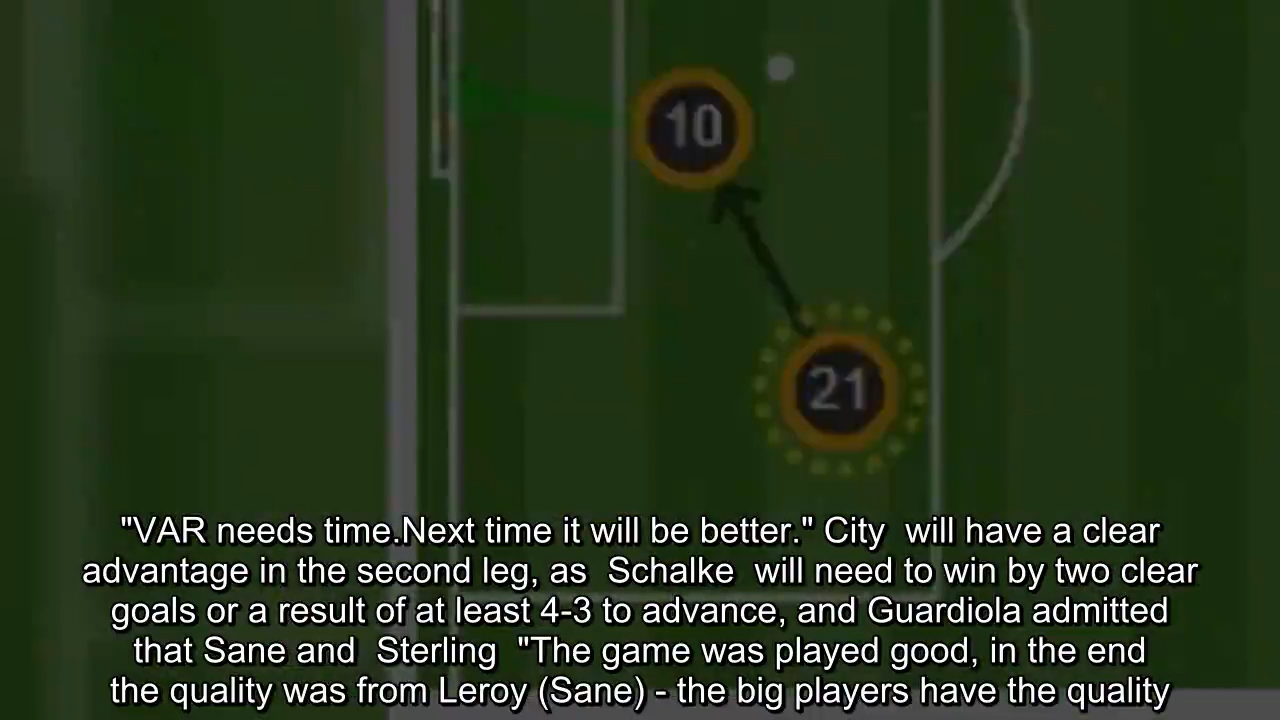 10
21
"VAR needs time.Next time it will be better." City  will have a clear
advantage in the second leg, as  Schalke  will need to win by two clear
goals or a result of at least 4-3 to advance, and Guardiola admitted
that Sane and  Sterling  "The game was played good, in the end
the quality was from Leroy (Sane) - the big players have the quality